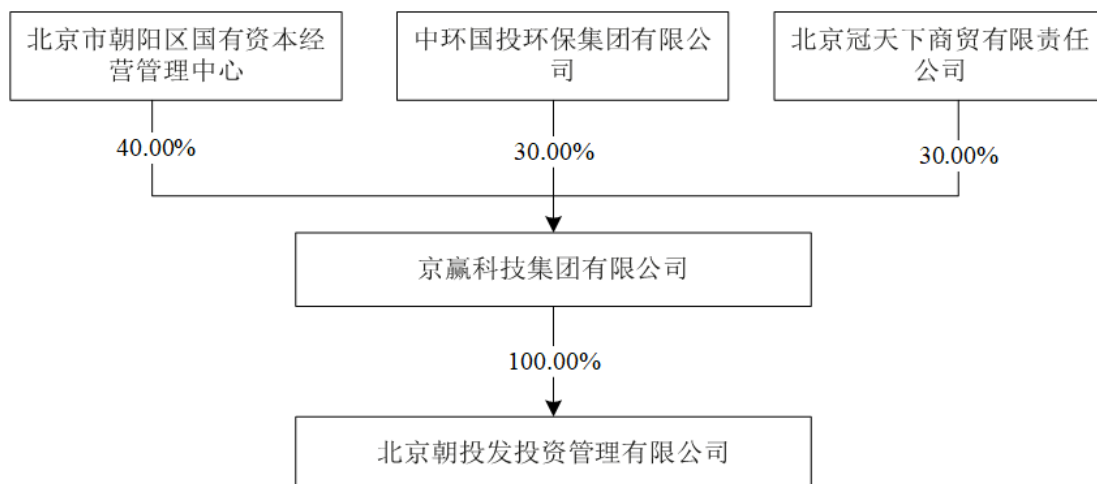 北京市朝阳区国有资本经
营管理中心
中环国投环保集团有限公
司
北京冠天下商贸有限责任
公司
40.00%
30.00%
30.00%
京赢科技集团有限公司
100.00%
北京朝投发投资管理有限公司